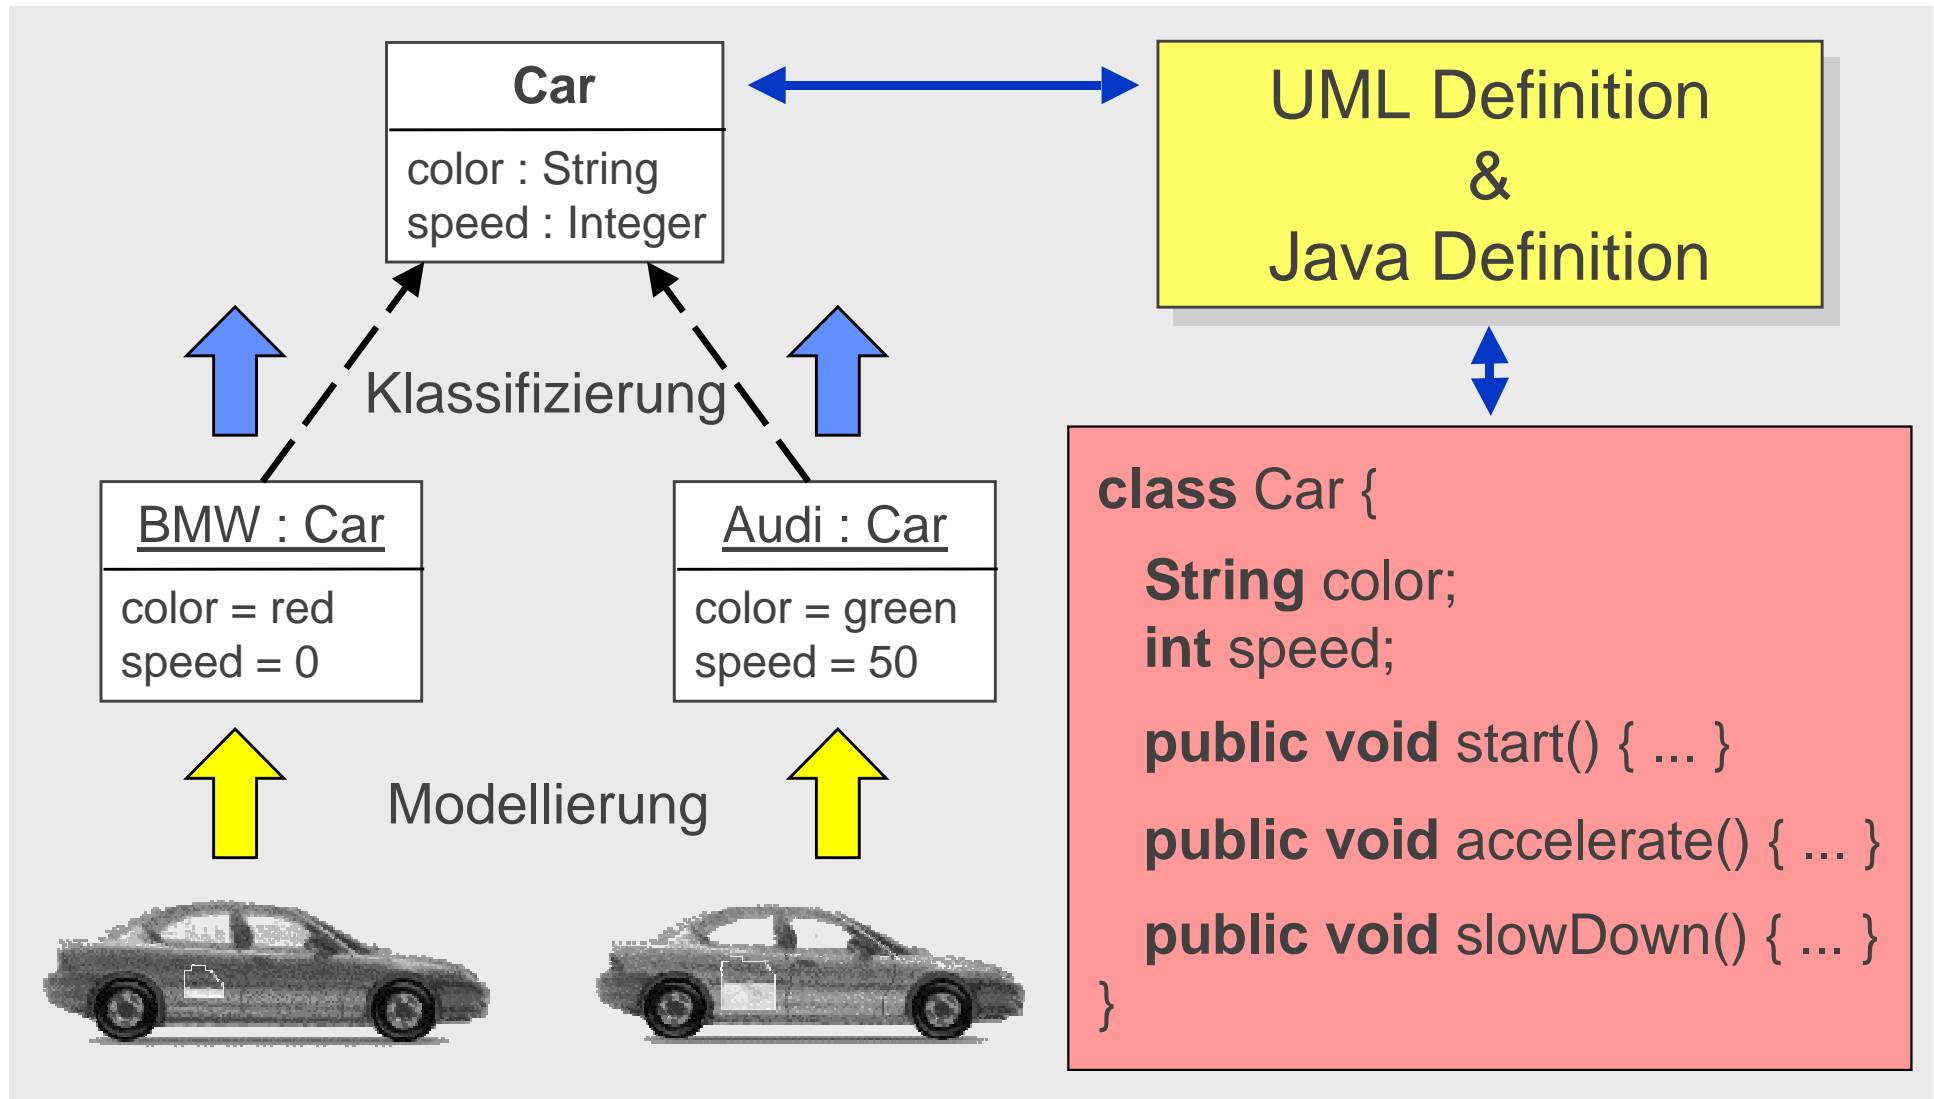 Car
color : String
speed : Integer
UML Definition
&
Java Definition
Klassifizierung
BMW : Car
color = red
speed = 0
Audi : Car
color = green
speed = 50
Modellierung
class Car {
String color;
int speed;
public void start() { ... }
public void accelerate() { ... }
public void slowDown() { ... }
}